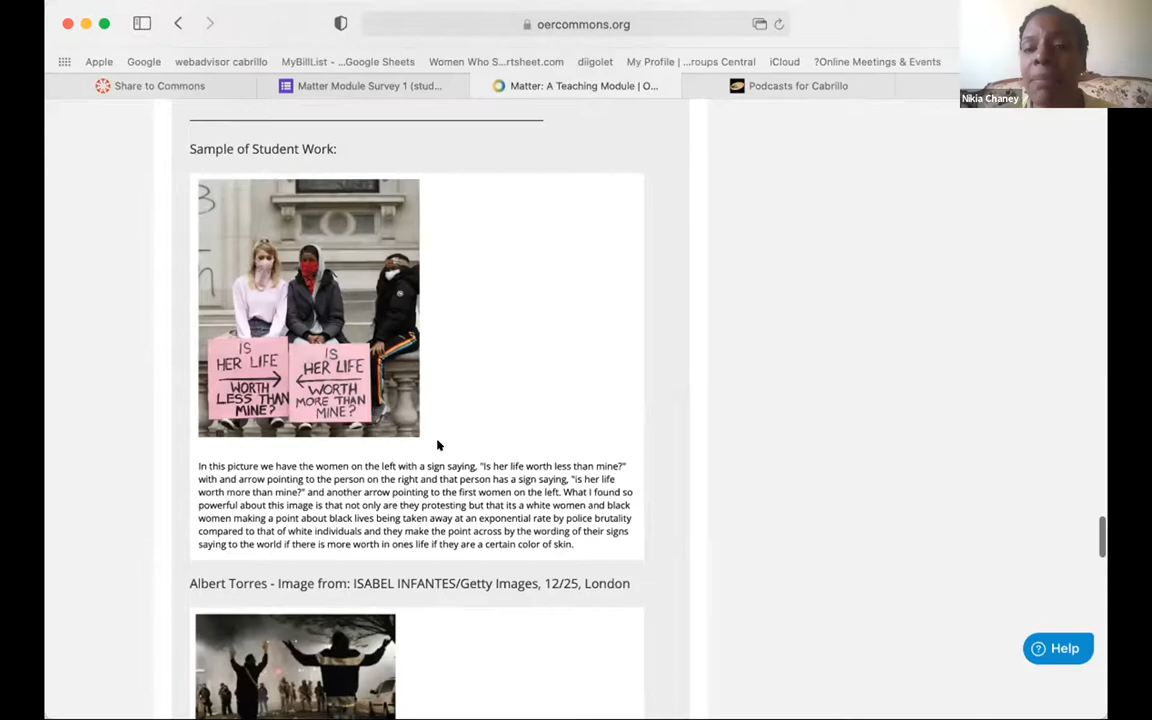 oercommons.org
Apple Google webadvisor cabrillo MyBillList - ...Google Sheets Women Who S...rtsheet.com diigolet My Profile | ...roups Central iCloud ?Online Meetings & Events
Share to Commons Matter Module Survey 1 (stud... Matter: A Teaching Module | O... Podcasts for Cabrillo
Nikia Chaney
Sample of Student Work:
IS
HER LIFE
WORTH
LESS THAN
MINE?
IS
HER LIFE
WORTH
MORE THAN
MINE?
In this picture we have the women on the left with a sign saying, "Is her life worth less than mine?"
with and arrow pointing to the person on the right and that person has a sign saying, "is her life
worth more than mine?" and another arrow pointing to the first women on the left. What I found so
powerful about this image is that not only are they protesting but that its a white women and black
women making a point about black lives being taken away at an exponential rate by police brutality
compared to that of white individuals and they make the point across by the wording of their signs
saying to the world if there is more worth in ones life if they are a certain color of skin.
Albert Torres - Image from: ISABEL INFANTES/Getty Images, 12/25, London
Help